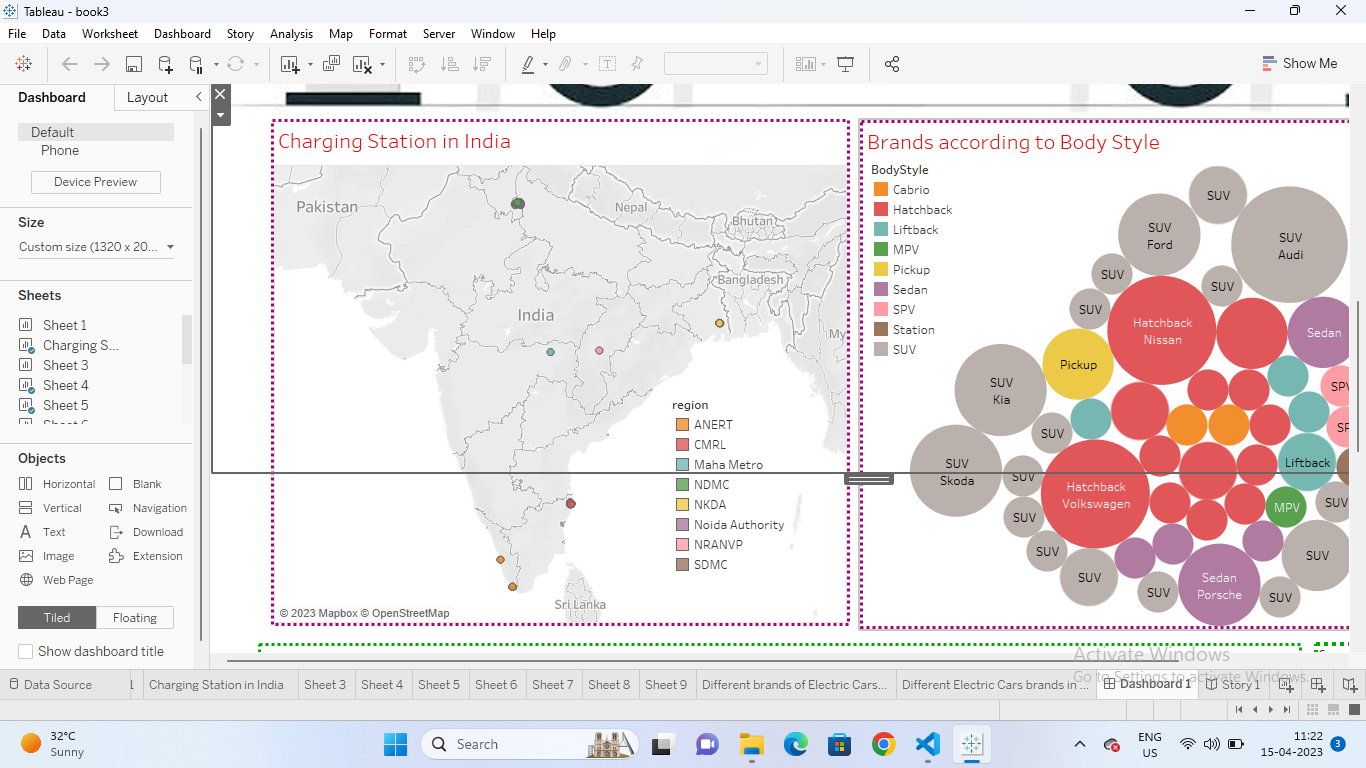 Tableau - book3
File Data Worksheet Dashboard Story Analysis Map Format Server Window Help
Show Me
Dashboard Layout
Default
Phone
Device Preview
Size
Custom size (1320 x 20...
Sheets
Sheet 1
Charging S...
Sheet 3
Sheet 4
Sheet 5
Objects
Horizontal Blank
Vertical Navigation
Text Download
Image Extension
Web Page
Tiled Floating
Show dashboard title
Charging Station in India
Pakistan
Nepal
Bhutan
Bangladesh
India
My
Sri Lanka
region
ANERT
CMRL
Maha Metro
NDMC
NKDA
Noida Authority
NRANVP
SDMC
© 2023 Mapbox © OpenStreetMap
Brands according to Body Style
BodyStyle
Cabrio
Hatchback
Liftback
MPV
Pickup
Sedan
SPV
Station
SUV
SUV
SUV
Ford
SUV
Audi
SUV
SUV
SUV
Hatchback
Nissan
Sedan
Pickup
SUV
Kia
SPV
SUV
SUV
Skoda
SUV
Liftback
Hatchback
Volkswagen
SUV
MPV
SUV
SUV
SUV
SUV
SUV
Sedan
Porsche
SUV
Activate Windows
Go to Settings to activate Windows.
Data Source Charging Station in India Sheet 3 Sheet 4 Sheet 5 Sheet 6 Sheet 7 Sheet 8 Sheet 9 Different brands of Electric Cars... Different Electric Cars brands in ... Dashboard 1 Story 1
32°C
Sunny
Search
ENG
US
11:22
15-04-2023
3